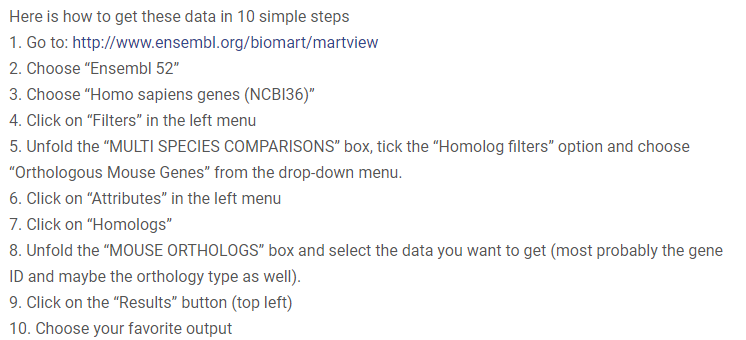 Here is how to get these data in 10 simple steps
1. Go to: http://www.ensembl.org/biomart/martview
2. Choose “Ensembl 52”
3. Choose “Homo sapiens genes (NCBI36)”
4. Click on “Filters” in the left menu
5. Unfold the “MULTI SPECIES COMPARISONS” box, tick the “Homolog filters” option and choose
“Orthologous Mouse Genes” from the drop-down menu.
6. Click on “Attributes” in the left menu
7. Click on “Homologs”
8. Unfold the “MOUSE ORTHOLOGS” box and select the data you want to get (most probably the gene
ID and maybe the orthology type as well).
9. Click on the “Results” button (top left)
10. Choose your favorite output